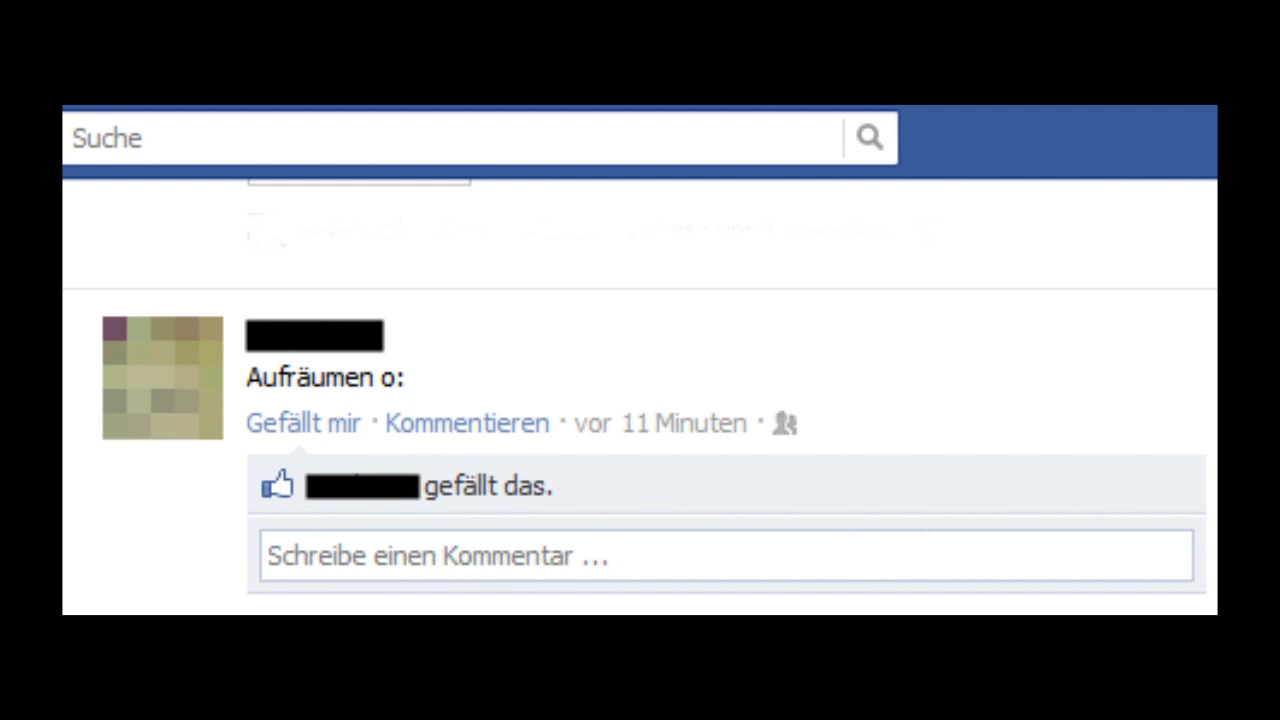 Suche
Aufräumen o:
Gefällt mir · Kommentieren · vor 11 Minuten ·
gefällt das.
Schreibe einen Kommentar ...